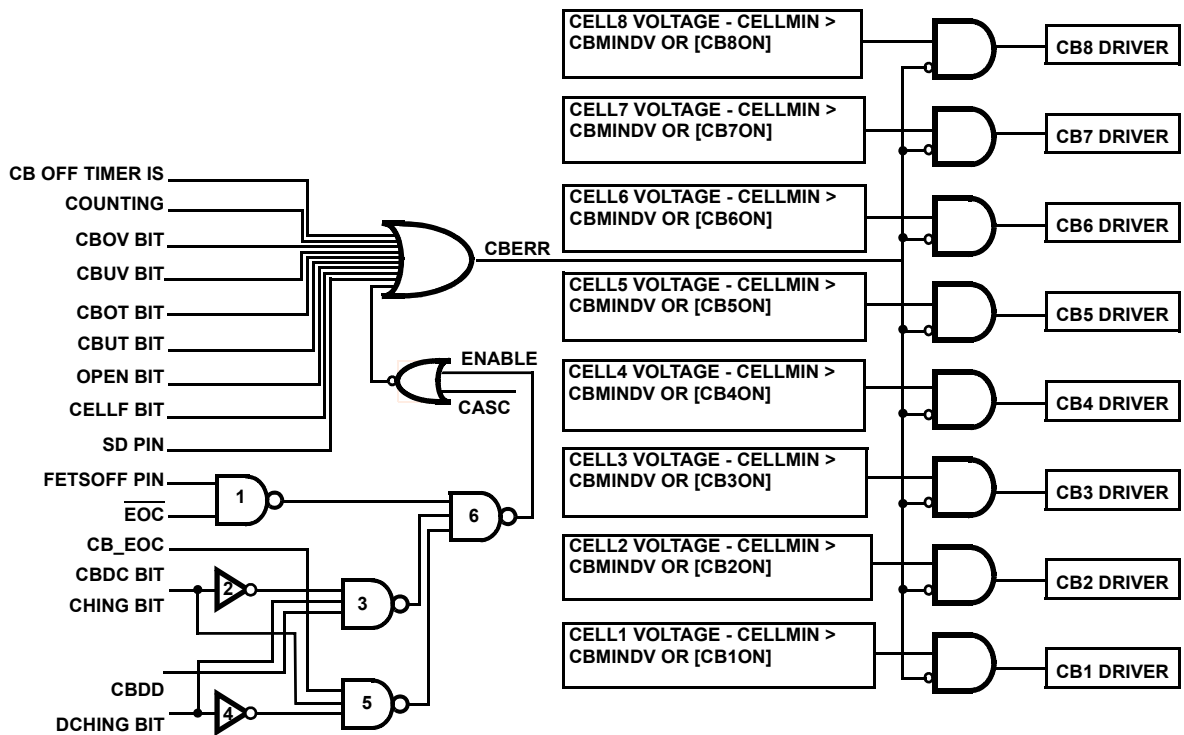 CB OFF TIMER IS
COUNTING
CBOV BIT
CBUV BIT
CBOT BIT
CBUT BIT
OPEN BIT
CELLF BIT
SD PIN
FETSOFF PIN
EOC
CB_EOC
CBDC BIT
CHING BIT
CBDD
DCHING BIT
1
2
3
4
5
6
ENABLE
CASC
CBERR
CELL8 VOLTAGE - CELLMIN >
CBMINDV OR [CB8ON]
CB8 DRIVER
CELL7 VOLTAGE - CELLMIN >
CBMINDV OR [CB7ON]
CB7 DRIVER
CELL6 VOLTAGE - CELLMIN >
CBMINDV OR [CB6ON]
CB6 DRIVER
CELL5 VOLTAGE - CELLMIN >
CBMINDV OR [CB5ON]
CB5 DRIVER
CELL4 VOLTAGE - CELLMIN >
CBMINDV OR [CB4ON]
CB4 DRIVER
CELL3 VOLTAGE - CELLMIN >
CBMINDV OR [CB3ON]
CB3 DRIVER
CELL2 VOLTAGE - CELLMIN >
CBMINDV OR [CB2ON]
CB2 DRIVER
CELL1 VOLTAGE - CELLMIN >
CBMINDV OR [CB1ON]
CB1 DRIVER